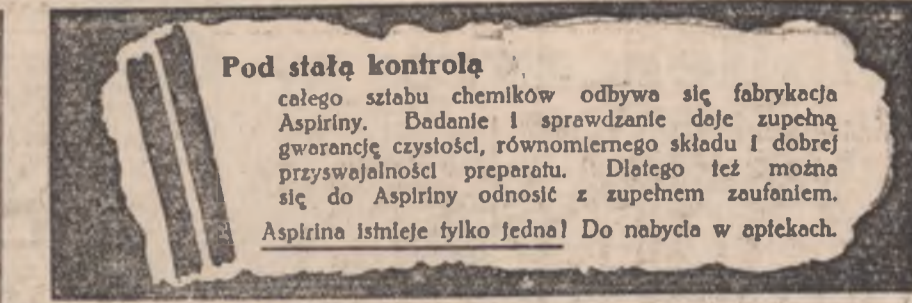 Pod stałą kontrolą
całego sztabu chemików odbywa się fabrykacja
Aspiriny. Badanie i sprawdzanie daje zupełną
gwarancję czystości, równomiernego składu i dobrej
przyswajalności preparatu. Dlatego też można
się do Aspiriny odnosić z zupełnem zaufaniem.
Aspirina istnieje tylko jedna! Do nabycia w aptekach.